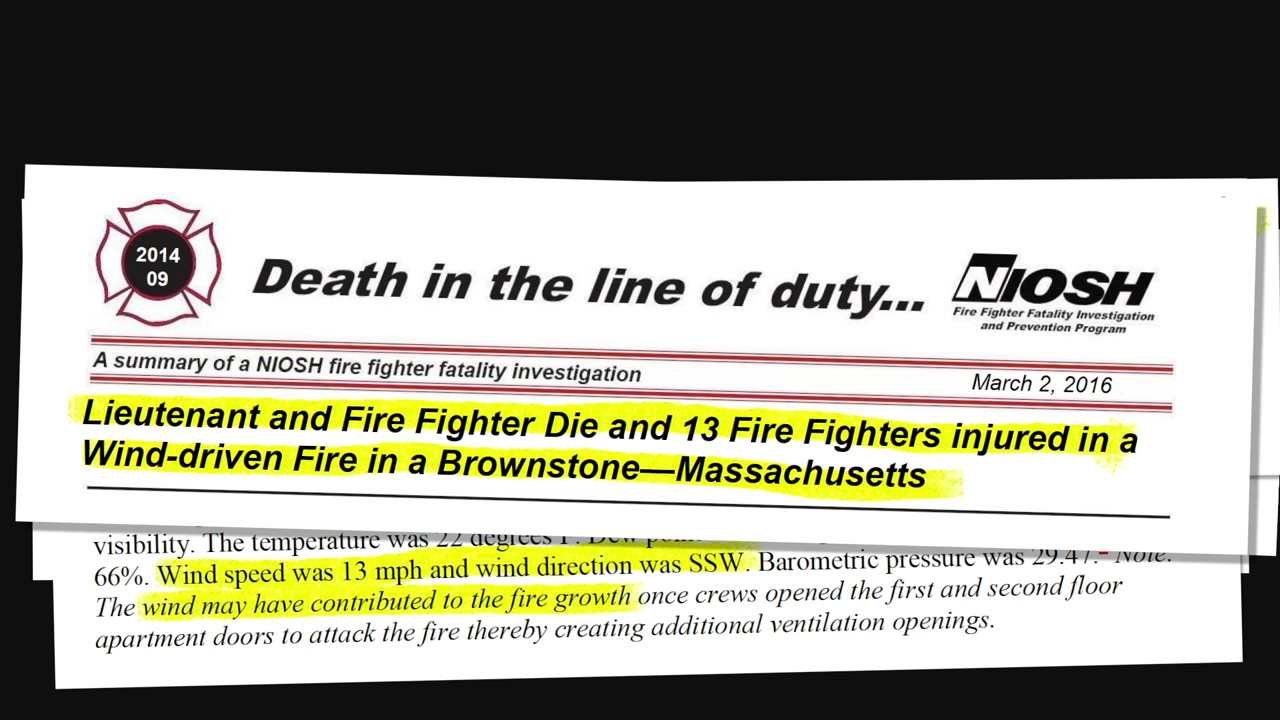 2014
09
Death in the line of duty...
NIOSH
Fire Fighter Fatality Investigation
and Prevention Program
A summary of a NIOSH fire fighter fatality investigation
March 2, 2016
Lieutenant and Fire Fighter Die and 13 Fire Fighters injured in a
Wind-driven Fire in a Brownstone—Massachusetts
visibility. The temperature was 22 degrees F. Dew
66%. Wind speed was 13 mph and wind direction was SSW. Barometric pressure was 29.47. Note:
The wind may have contributed to the fire growth once crews opened the first and second floor
apartment doors to attack the fire thereby creating additional ventilation openings.